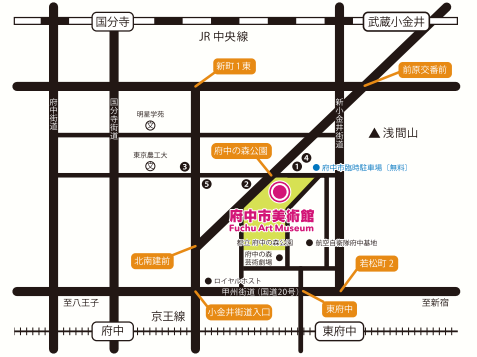 国分寺
武蔵小金井
JR中央線
新町1東
前原交番前
府中街道
国分寺街道
新小金井街道
明星学苑
浅間山
東京農工大
府中の森公園
4
3
1
府中市臨時駐車場（無料）
5
2
府中市美術館
Fuchu Art Museum
都立府中の森公園
航空自衛隊府中基地
府中の森
芸術劇場
北南建前
若松町2
ロイヤルホスト
甲州街道（国道20号）
至八王子
小金井街道入口
東府中
至新宿
京王線
府中
東府中